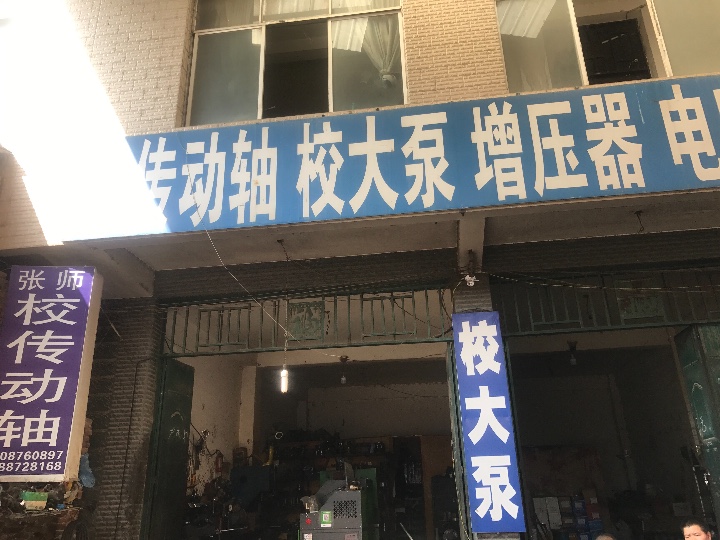 传动轴 校大泵 增压器 电
张师
校传动轴
08760897
88728168
校大泵